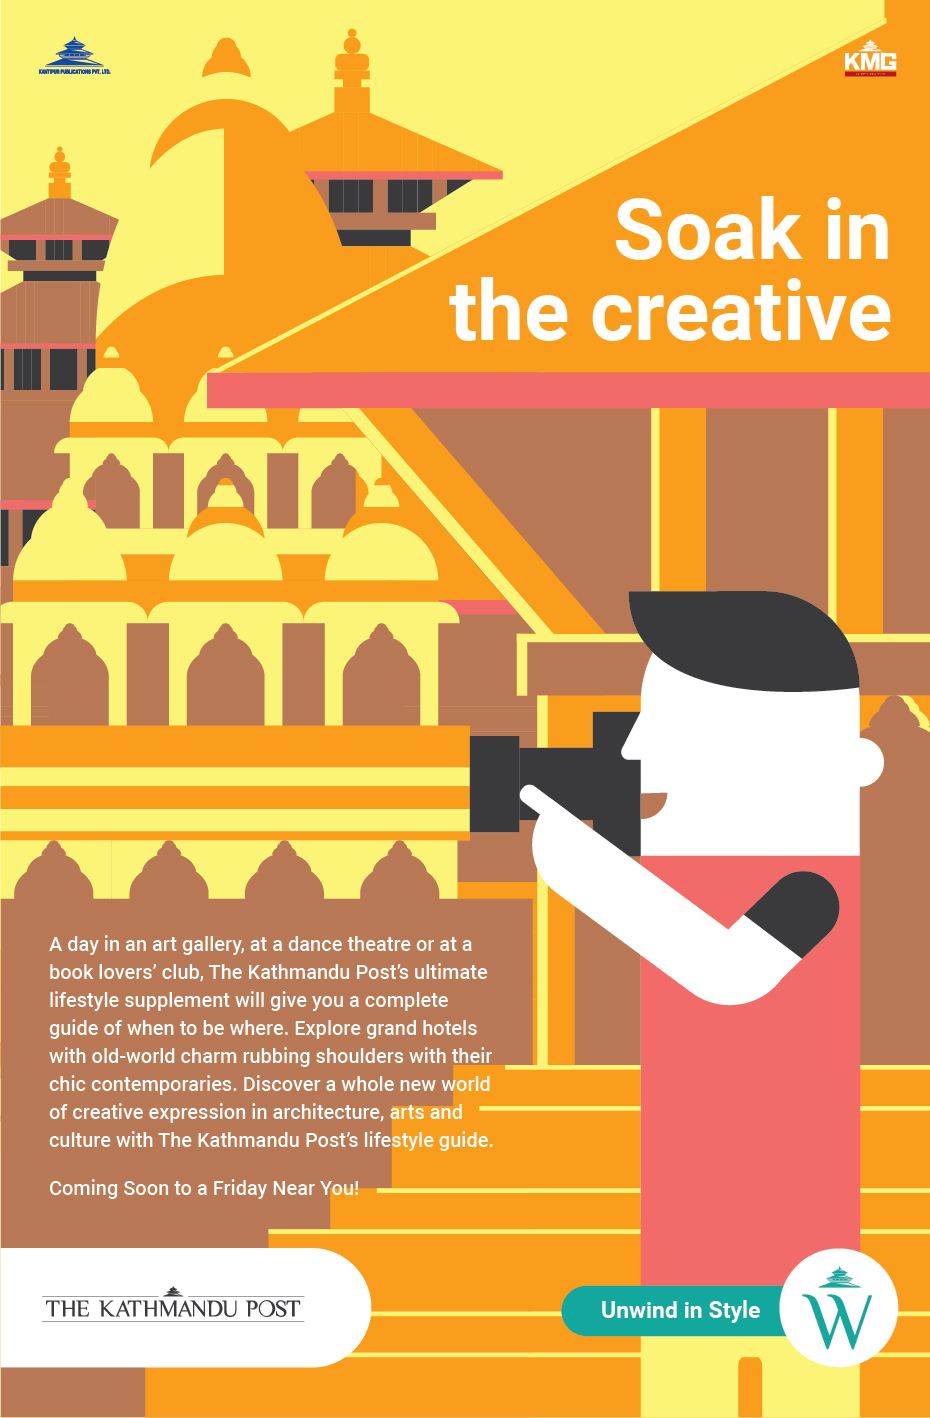 KANTIPUR PUBLICATIONS PVT. LTD.
KMG
Soak in
the creative
A day in an art gallery, at a dance theatre or at a
book lovers’ club, The Kathmandu Post’s ultimate
lifestyle supplement will give you a complete
guide of when to be where. Explore grand hotels
with old-world charm rubbing shoulders with their
chic contemporaries. Discover a whole new world
of creative expression in architecture, arts and
culture with The Kathmandu Post’s lifestyle guide.
Coming Soon to a Friday Near You!
THE KATHMANDU POST
Unwind in Style
W